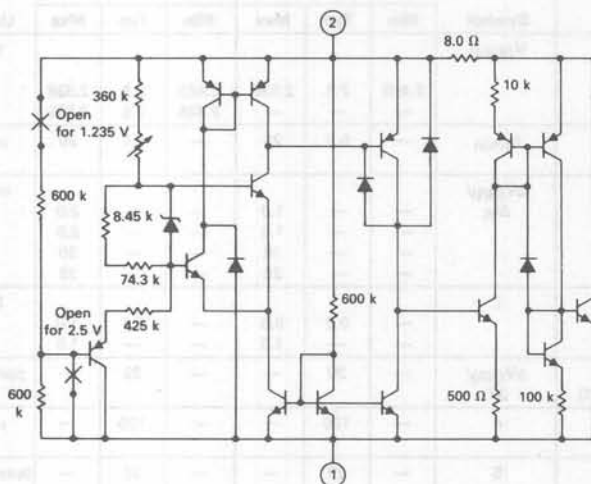 2
8.0 Ω
10 k
360 k
Open
for 1.235 V
600 k
8.45 k
74.3 k
Open
for 2.5 V
425 k
600 k
600
k
500 Ω
100 k
1